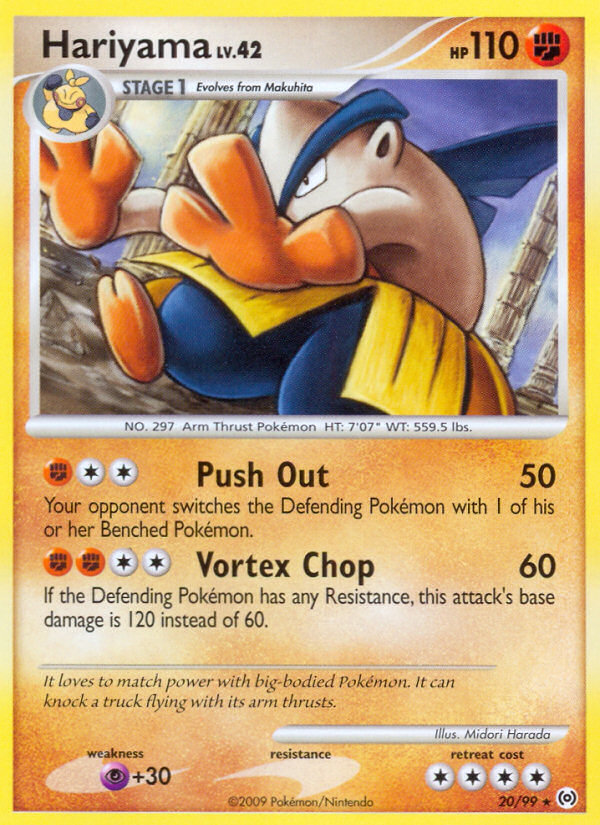 Hariyama LV.42 HP 110
STAGE 1 Evolves from Makuhita
NO. 297 Arm Thrust Pokémon HT: 7'07" WT: 559.5 lbs.
Push Out 50
Your opponent switches the Defending Pokémon with 1 of his
or her Benched Pokémon.
Vortex Chop 60
If the Defending Pokémon has any Resistance, this attack's base
damage is 120 instead of 60.
It loves to match power with big-bodied Pokémon. It can
knock a truck flying with its arm thrusts.
Illus. Midori Harada
weakness resistance retreat cost
+30
©2009 Pokémon/Nintendo 20/99 ★